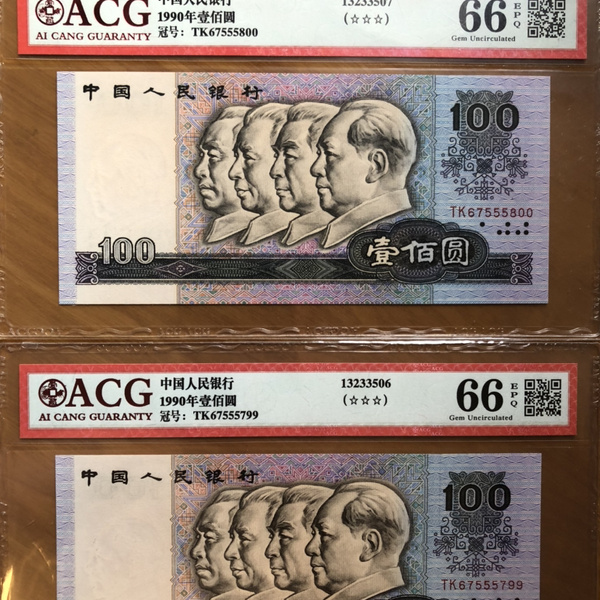 ACG
AI CANG GUARANTY
中国人民银行
1990年壹佰圆
冠号: TK67555800
13233507
(☆☆☆)
66
EPQ
Gem Uncirculated
中国人民银行
100
TK67555800
100
壹佰圆
ACG
AI CANG GUARANTY
中国人民银行
1990年壹佰圆
冠号: TK67555799
13233506
(☆☆☆)
66
EPQ
Gem Uncirculated
中国人民银行
100
TK67555799